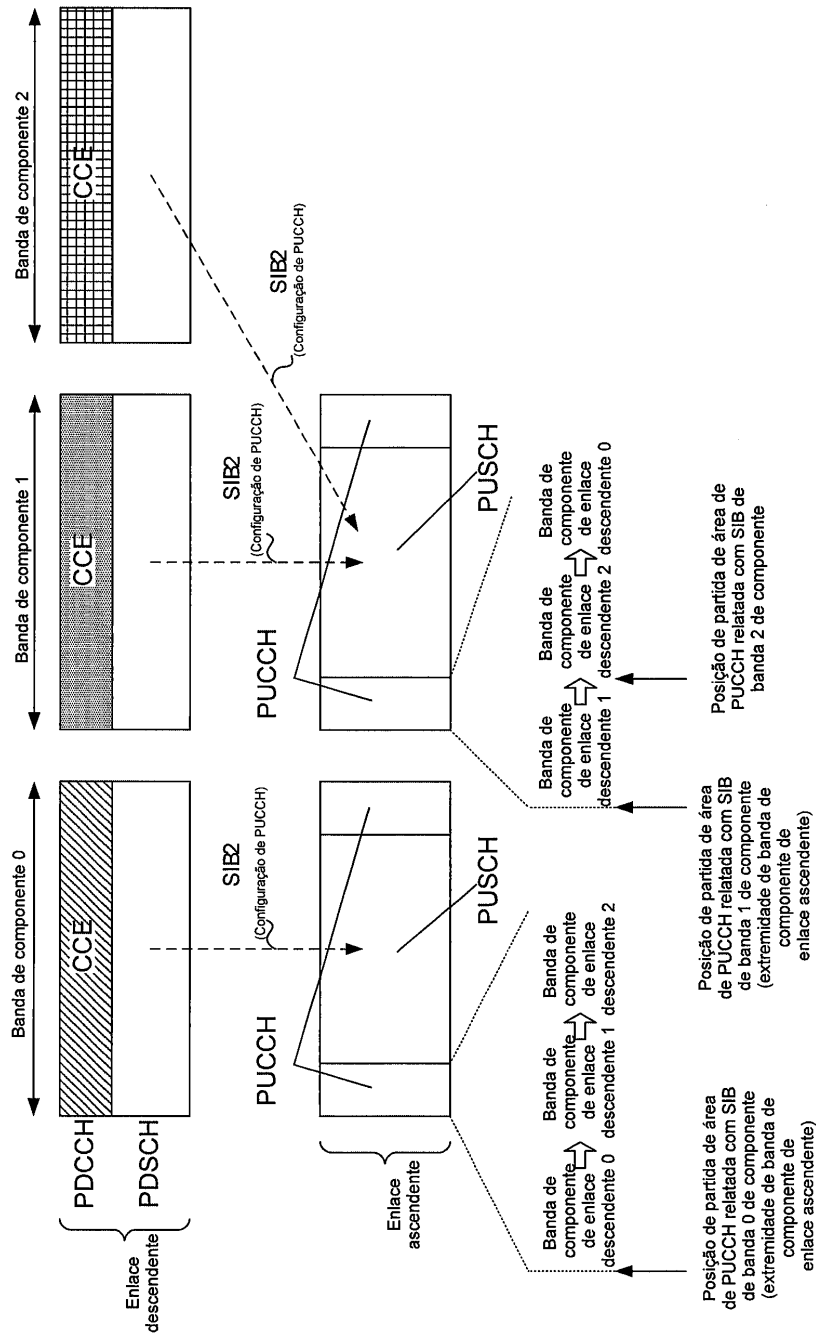 Banda de componente 0
Banda de componente 1
Banda de componente 2
PDCCH
CCE
CCE
CCE
PDSCH
Enlace
descendente
SIB2
(Configuração de PUCCH)
SIB2
(Configuração de PUCCH)
SIB2
(Configuração de PUCCH)
PUCCH
PUCCH
Enlace
ascendente
PUSCH
PUSCH
Banda de
componente
de enlace
descendente 0
Banda de
componente
de enlace
descendente 1
Banda de
componente
de enlace
descendente 2
Banda de
componente
de enlace
descendente 1
Banda de
componente
de enlace
descendente 2
Banda de
componente
de enlace
descendente 0
Posição de partida de área
de PUCCH relatada com SIB
de banda 0 de componente
(extremidade de banda de
componente de
enlace ascendente)
Posição de partida de área
de PUCCH relatada com SIB
de banda 1 de componente
(extremidade de banda de
componente de
enlace ascendente)
Posição de partida de área de
PUCCH relatada com SIB de
banda 2 de componente